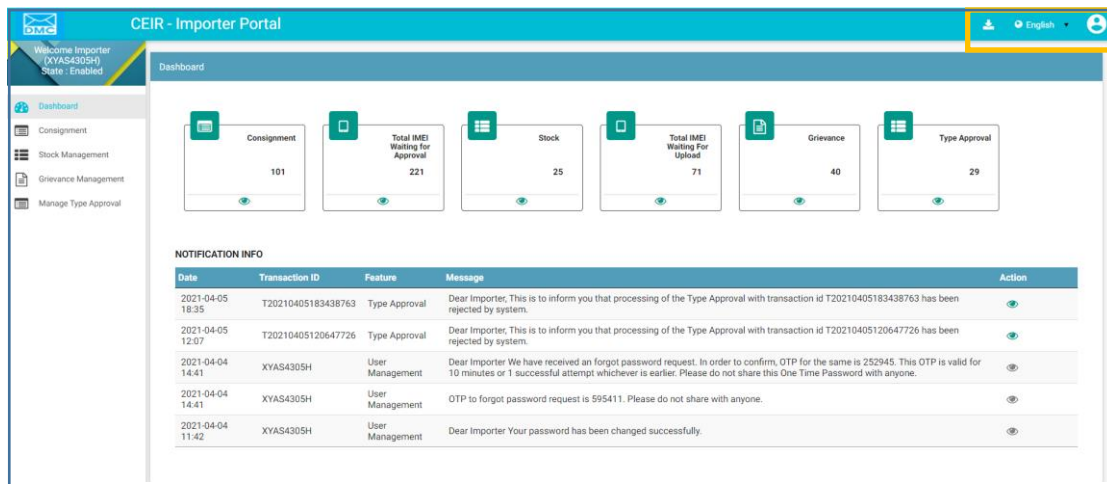 DMC
CEIR - Importer Portal
English
Welcome Importer
(XYAS4305H)
State : Enabled
Dashboard
Dashboard
Consignment
Stock Management
Grievance Management
Manage Type Approval
Consignment
101
Total IMEI
Waiting for
Approval
221
Stock
25
Total IMEI
Waiting For
Upload
71
Grievance
40
Type Approval
29
NOTIFICATION INFO
Date Transaction ID Feature Message Action
2021-04-05
18:35
T20210405183438763
Type Approval
Dear Importer, This is to inform you that processing of the Type Approval with transaction id T20210405183438763 has been
rejected by system.
2021-04-05
12:07
T20210405120647726
Type Approval
Dear Importer, This is to inform you that processing of the Type Approval with transaction id T20210405120647726 has been
rejected by system.
2021-04-04
14:41
XYAS4305H
User
Management
Dear Importer We have received an forgot password request. In order to confirm, OTP for the same is 252945. This OTP is valid for
10 minutes or 1 successful attempt whichever is earlier. Please do not share this One Time Password with anyone.
2021-04-04
14:41
XYAS4305H
User
Management
OTP to forgot password request is 595411. Please do not share with anyone.
2021-04-04
11:42
XYAS4305H
User
Management
Dear Importer Your password has been changed successfully.